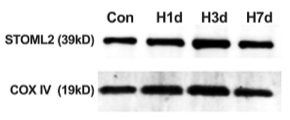 Con H1d H3d H7d
STOML2 (39kD)
COX IV (19kD)